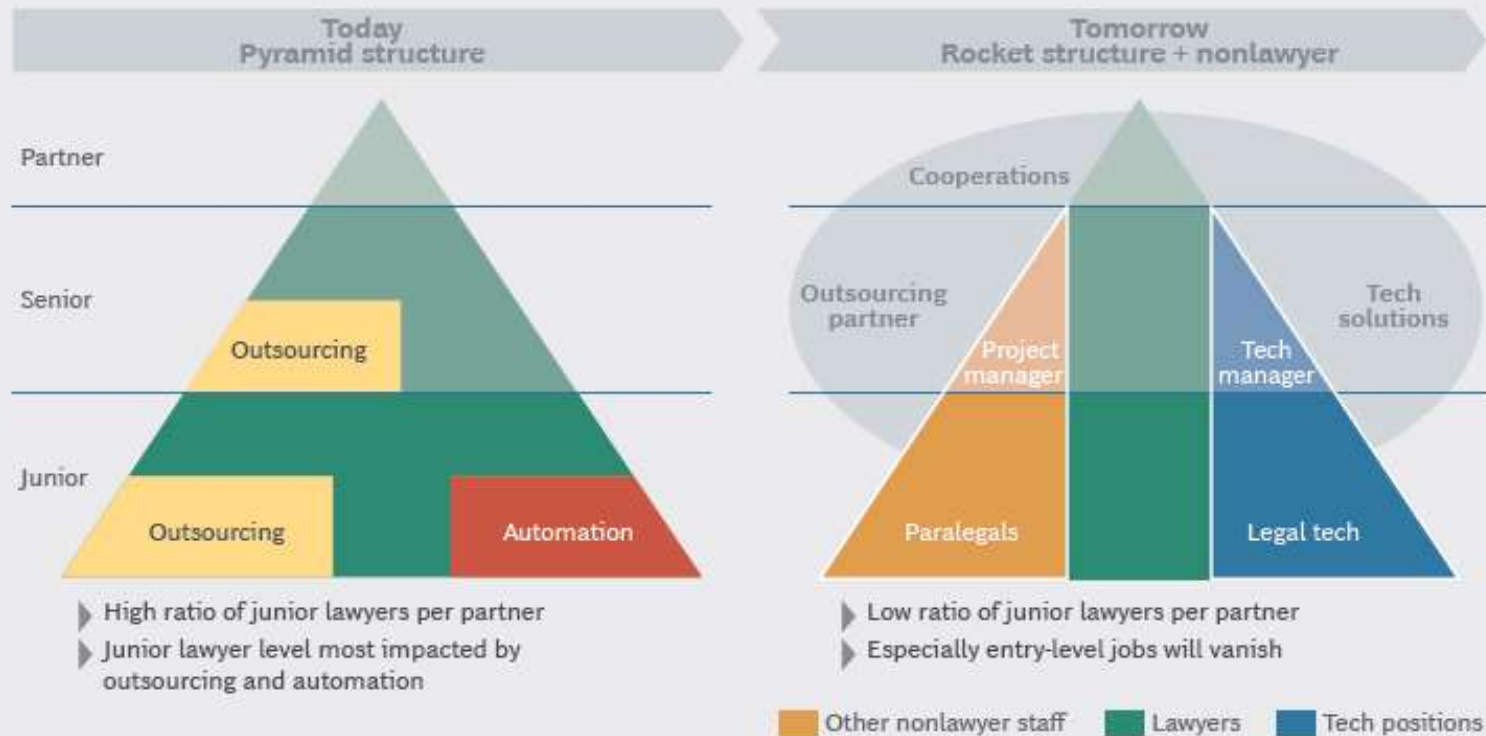 Today
Pyramid structure
Tomorrow
Rocket structure + nonlawyer
Partner
Senior
Junior
Outsourcing
Outsourcing
Automation
High ratio of junior lawyers per partner
Junior lawyer level most impacted by
outsourcing and automation
Cooperations
Outsourcing
partner
Tech
solutions
Project
manager
Tech
manager
Paralegals
Legal tech
Low ratio of junior lawyers per partner
Especially entry-level jobs will vanish
Other nonlawyer staff
Lawyers
Tech positions